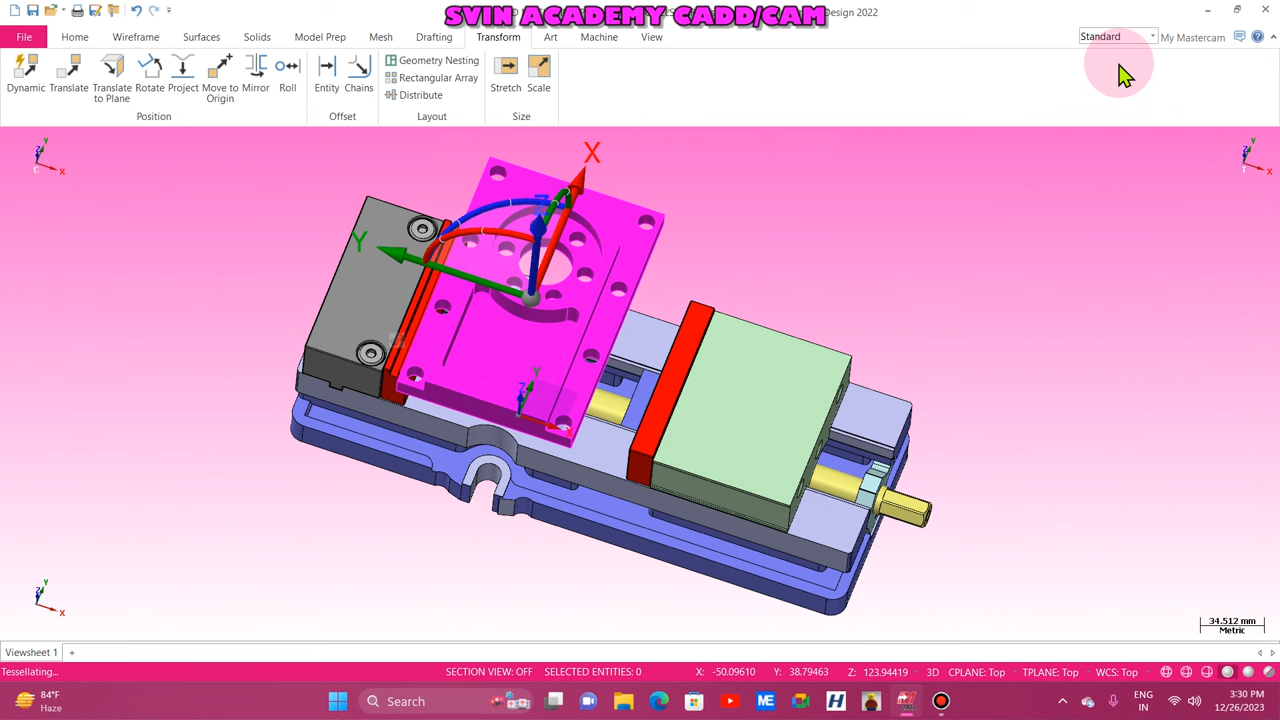 SVIN ACADEMY CADD/CAM
Design 2022
File
Home
Wireframe
Surfaces
Solids
Model Prep
Mesh
Drafting
Transform
Art
Machine
View
Standard
My Mastercam
Dynamic
Translate
Translate to Plane
Rotate
Project
Move to Origin
Mirror
Roll
Position
Entity
Chains
Offset
Geometry Nesting
Rectangular Array
Distribute
Layout
Stretch
Scale
Size
Z Y X
C
Z Y X
T
X
Z
Y
Z Y
Z Y X
34.512 mm
Metric
Viewsheet 1
+
Tessellating.
SECTION VIEW: OFF
SELECTED ENTITIES: 0
X: -50.09610
Y: 38.79463
Z: 123.94419
3D
CPLANE: Top
TPLANE: Top
WCS: Top
84°F
Haze
Search
ME
H
ENG
IN
3:30 PM
12/26/2023